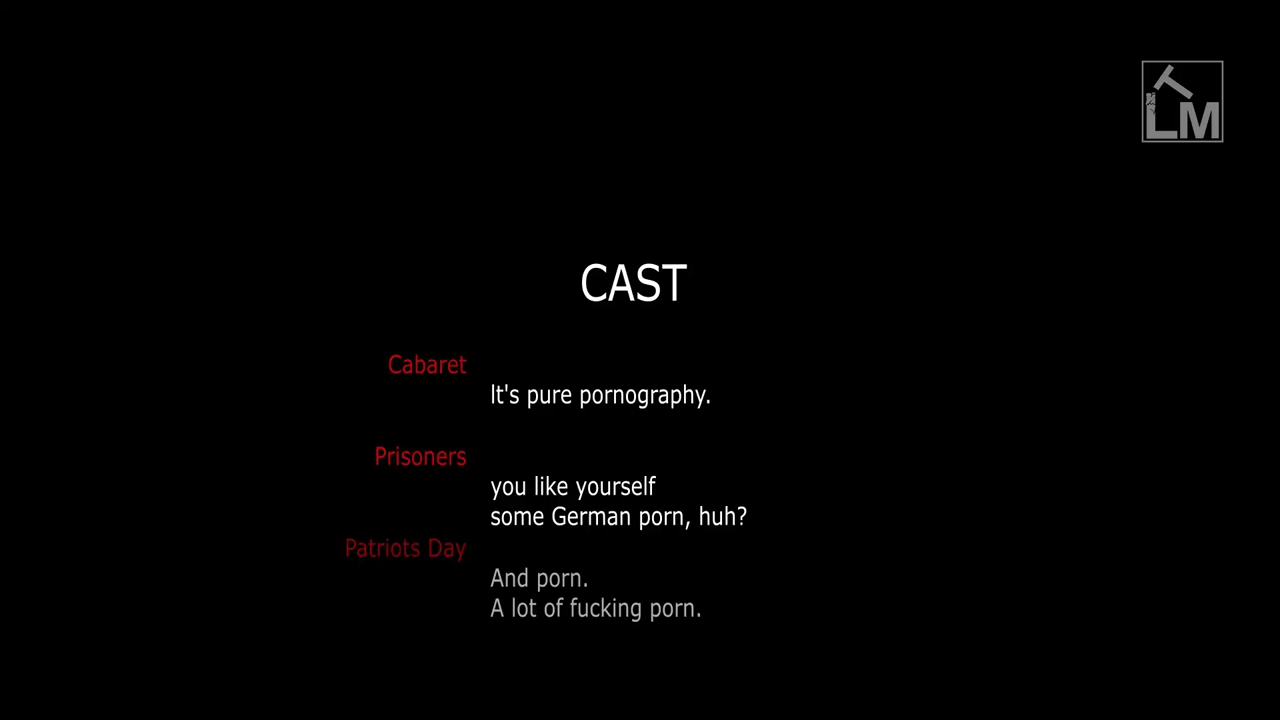 TLM
CAST
Cabaret
It's pure pornography.
Prisoners
you like yourself
some German porn, huh?
Patriots Day
And porn.
A lot of fucking porn.